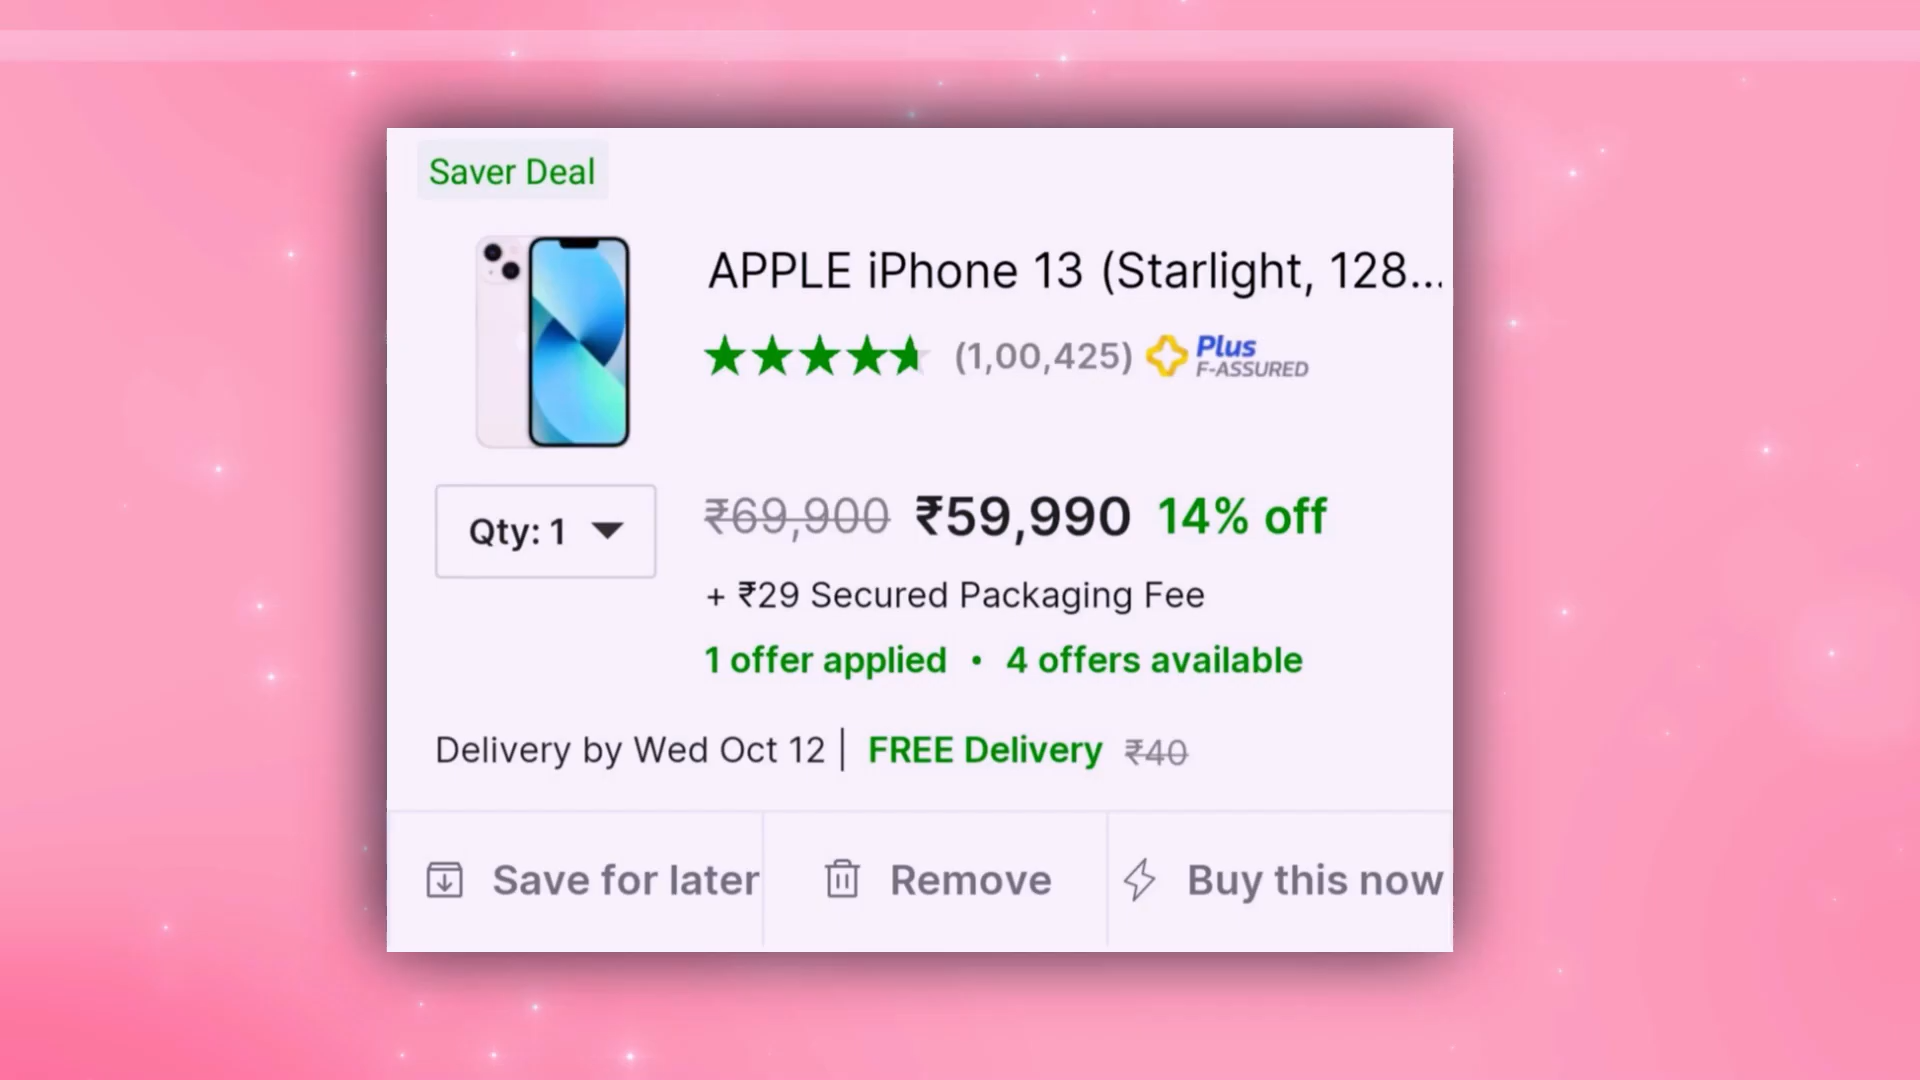 Saver Deal
APPLE iPhone 13 (Starlight, 128...
(1,00,425) Plus F-ASSURED
Qty: 1
₹69,900 ₹59,990 14% off
+ ₹29 Secured Packaging Fee
1 offer applied • 4 offers available
Delivery by Wed Oct 12 | FREE Delivery ₹40
Save for later Remove Buy this now